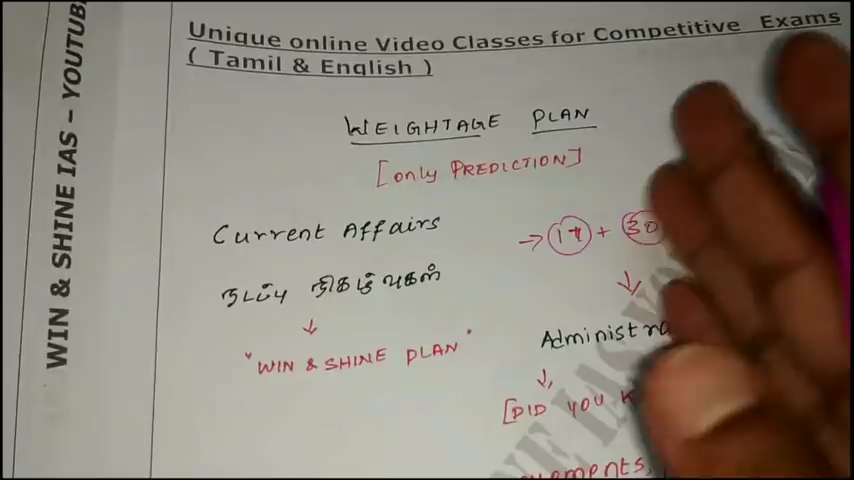 WIN & SHINE IAS – YOUTUB
Unique online Video Classes for Competitive Exams
( Tamil & English )
WEIGHTAGE PLAN
[only PREDICTION]
Current Affairs
→ 17 + 30
நடப்பு நிகழ்வுகள்
"WIN & SHINE PLAN"
Administra
[DID YOU K